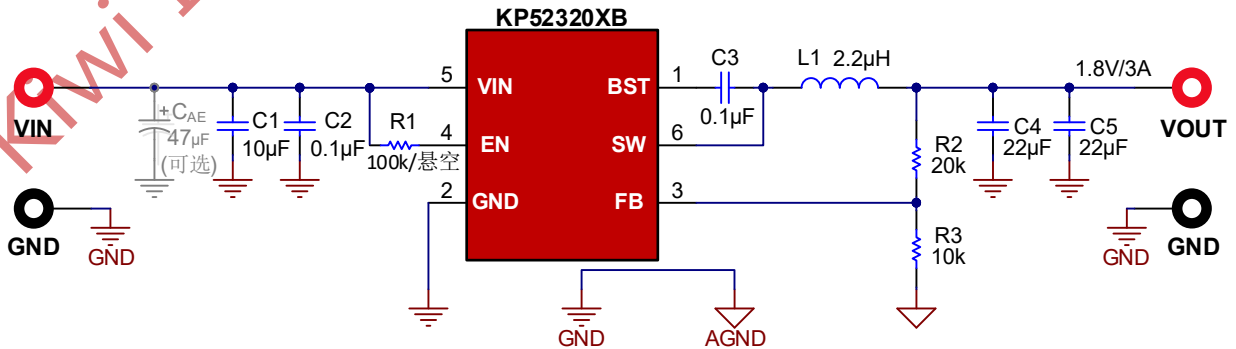 Kiwi
KP52320XB
VIN
GND
+
CAE
47µF
(可选)
C1
10µF
C2
0.1µF
R1
100k/悬空
5
VIN
4
EN
2
GND
BST
1
SW
6
FB
3
C3
0.1µF
L1
2.2µH
R2
20k
R3
10k
C4
22µF
C5
22µF
1.8V/3A
VOUT
GND
GND
GND
AGND
GND